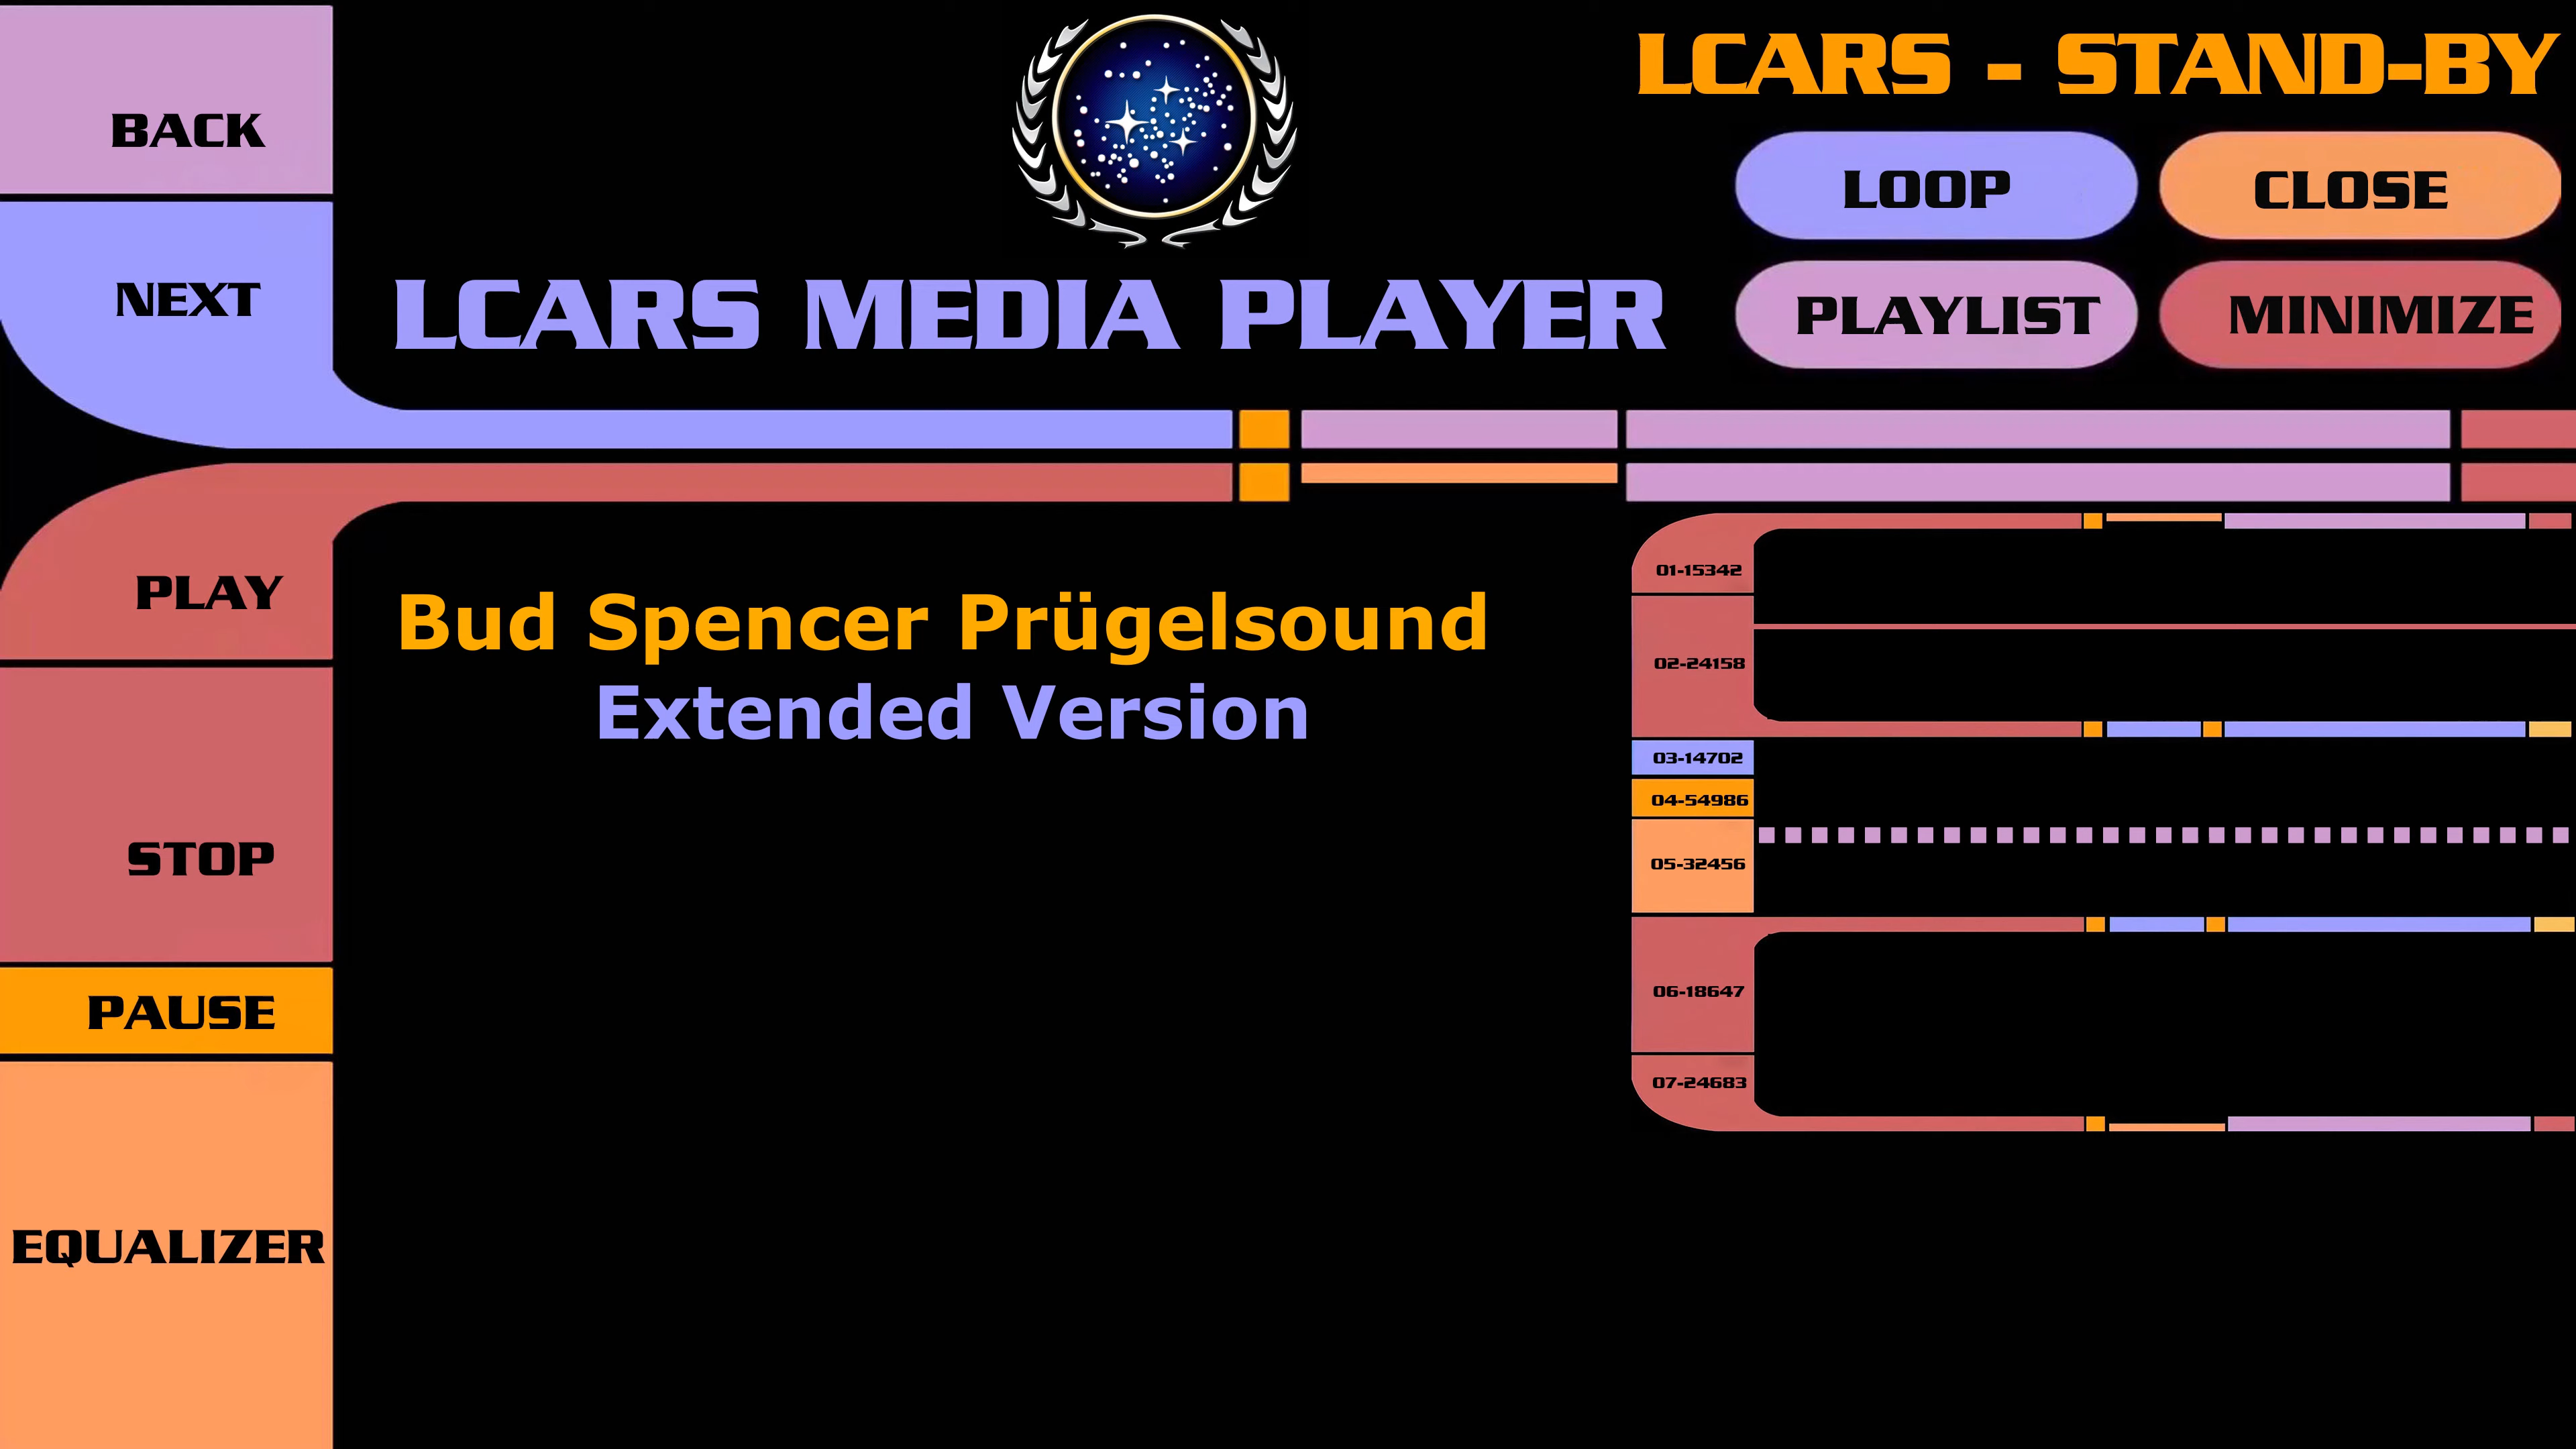 LCARS - STAND-BY
BACK
LOOP
CLOSE
NEXT
LCARS MEDIA PLAYER
PLAYLIST
MINIMIZE
PLAY
Bud Spencer Prügelsound
Extended Version
STOP
PAUSE
EQUALIZER
01-15342
02-24158
03-14702
04-54986
05-32456
06-18647
07-24683